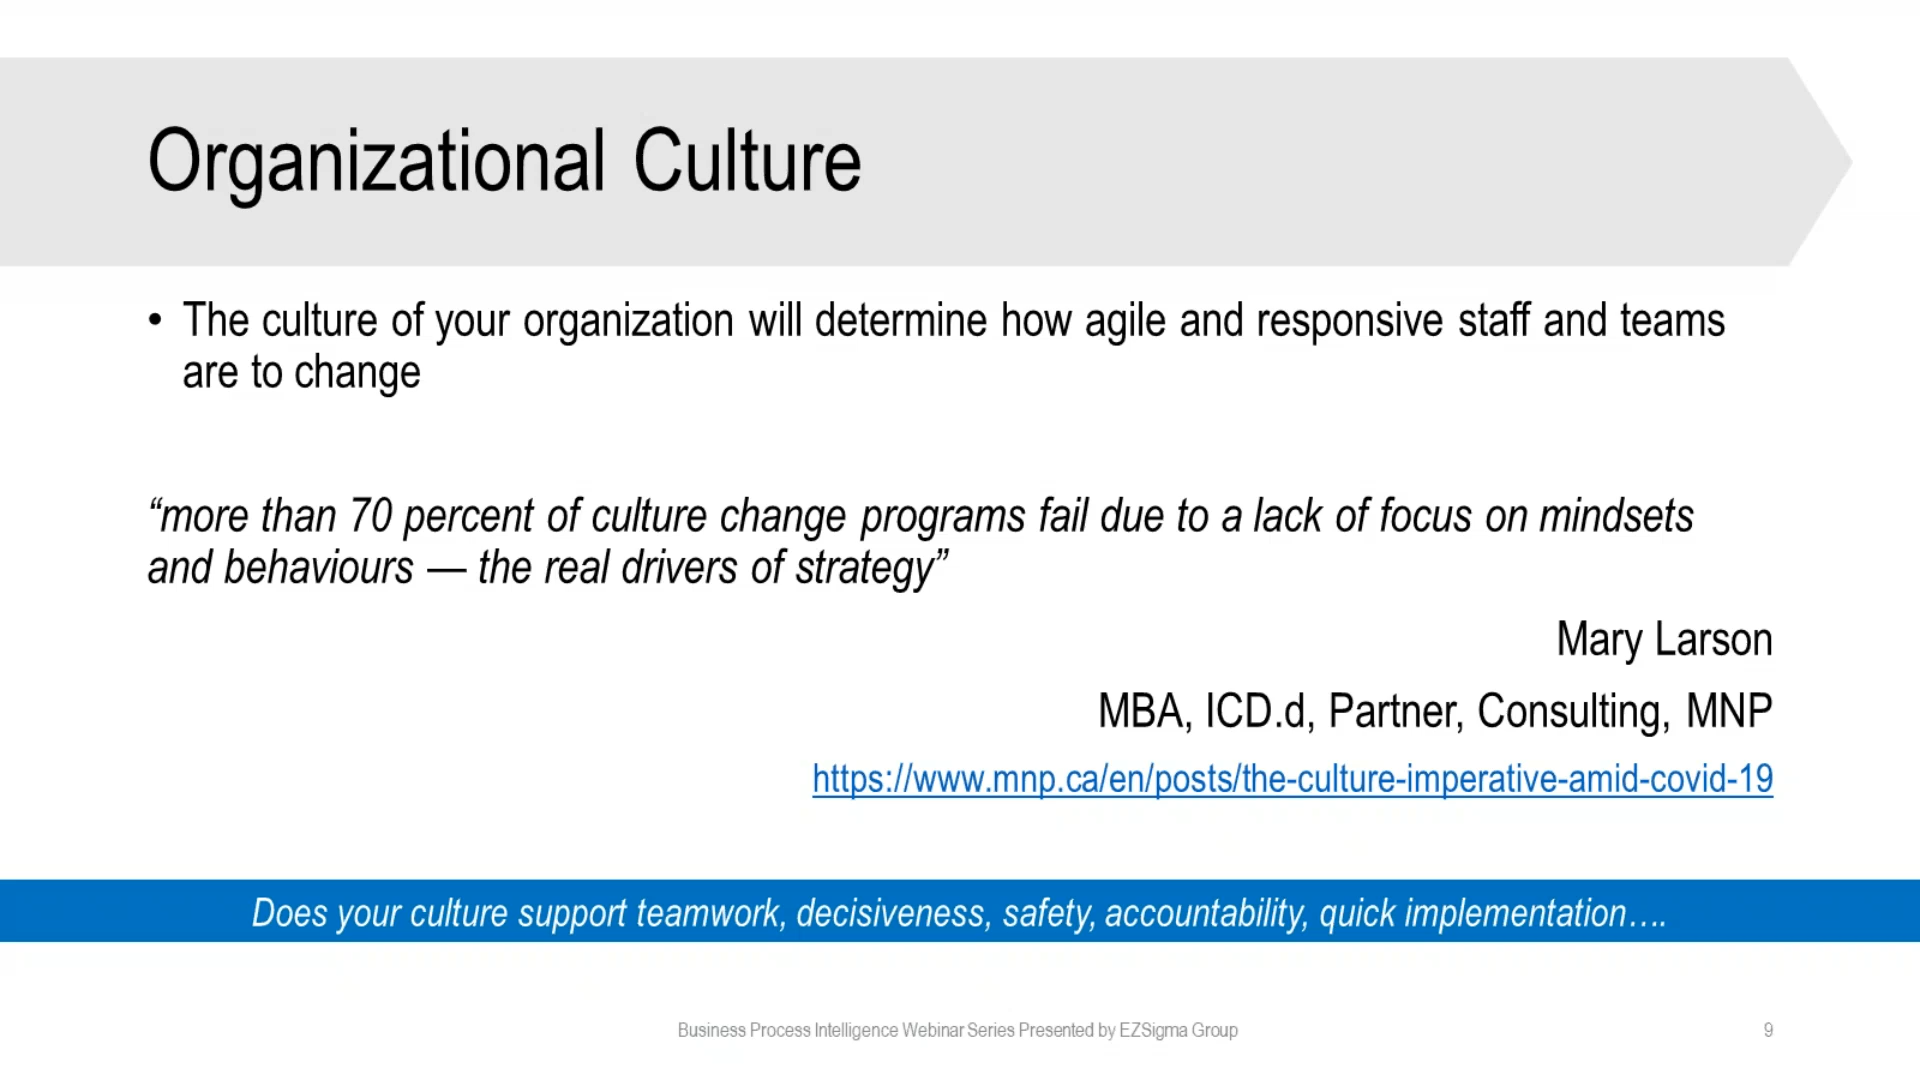 Organizational Culture
• The culture of your organization will determine how agile and responsive staff and teams
are to change
“more than 70 percent of culture change programs fail due to a lack of focus on mindsets
and behaviours — the real drivers of strategy”
Mary Larson
MBA, ICD.d, Partner, Consulting, MNP
https://www.mnp.ca/en/posts/the-culture-imperative-amid-covid-19
Does your culture support teamwork, decisiveness, safety, accountability, quick implementation….
Business Process Intelligence Webinar Series Presented by EZSigma Group
9